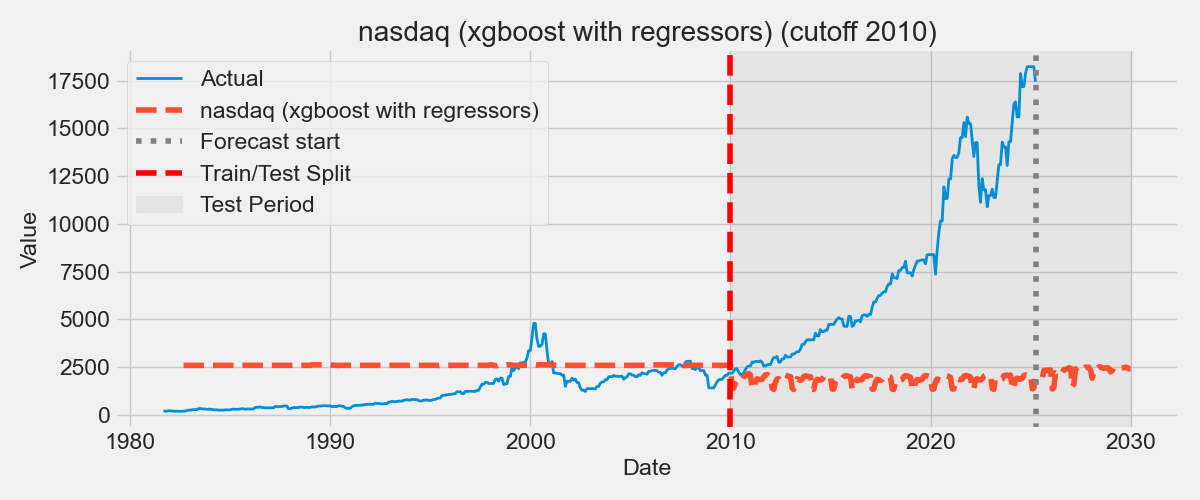 nasdaq (xgboost with regressors) (cutoff 2010)
Actual
nasdaq (xgboost with regressors)
Forecast start
Train/Test Split
Test Period
Value
17500
15000
12500
10000
7500
5000
2500
0
1980
1990
2000
2010
2020
2030
Date